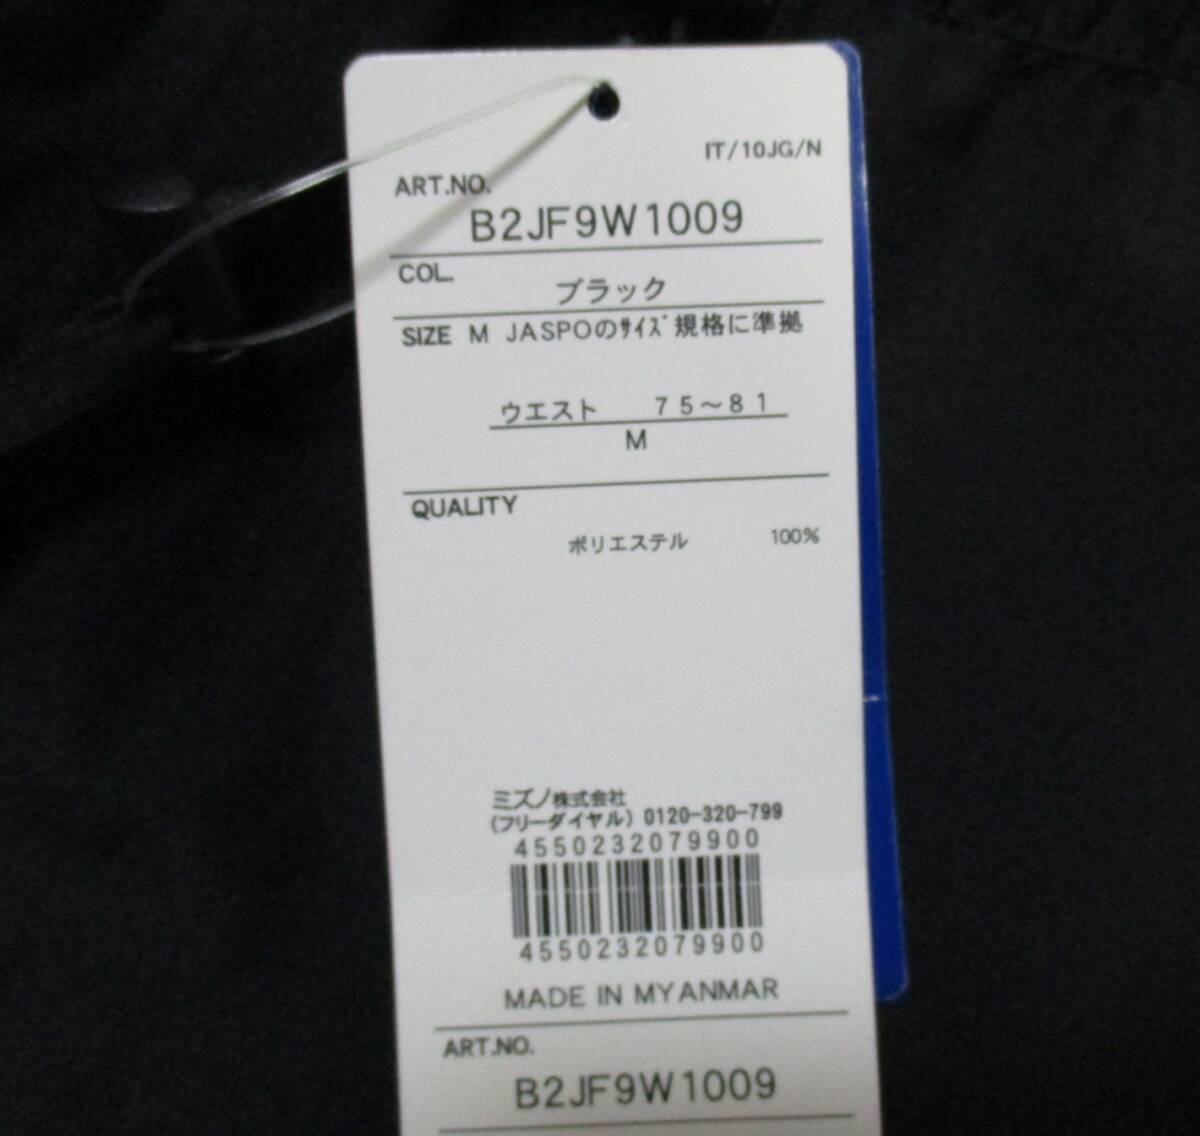 IT/10JG/N
ART.NO.
B2JF9W1009
COL.
ブラック
SIZE M JASPOのｻｲｽﾞ規格に準拠
ウエスト 75～81
M
QUALITY
ポリエステル 100%
ミズノ株式会社
(フリーダイヤル) 0120-320-799
4550232079900
4550232079900
MADE IN MYANMAR
ART.NO.
B2JF9W1009